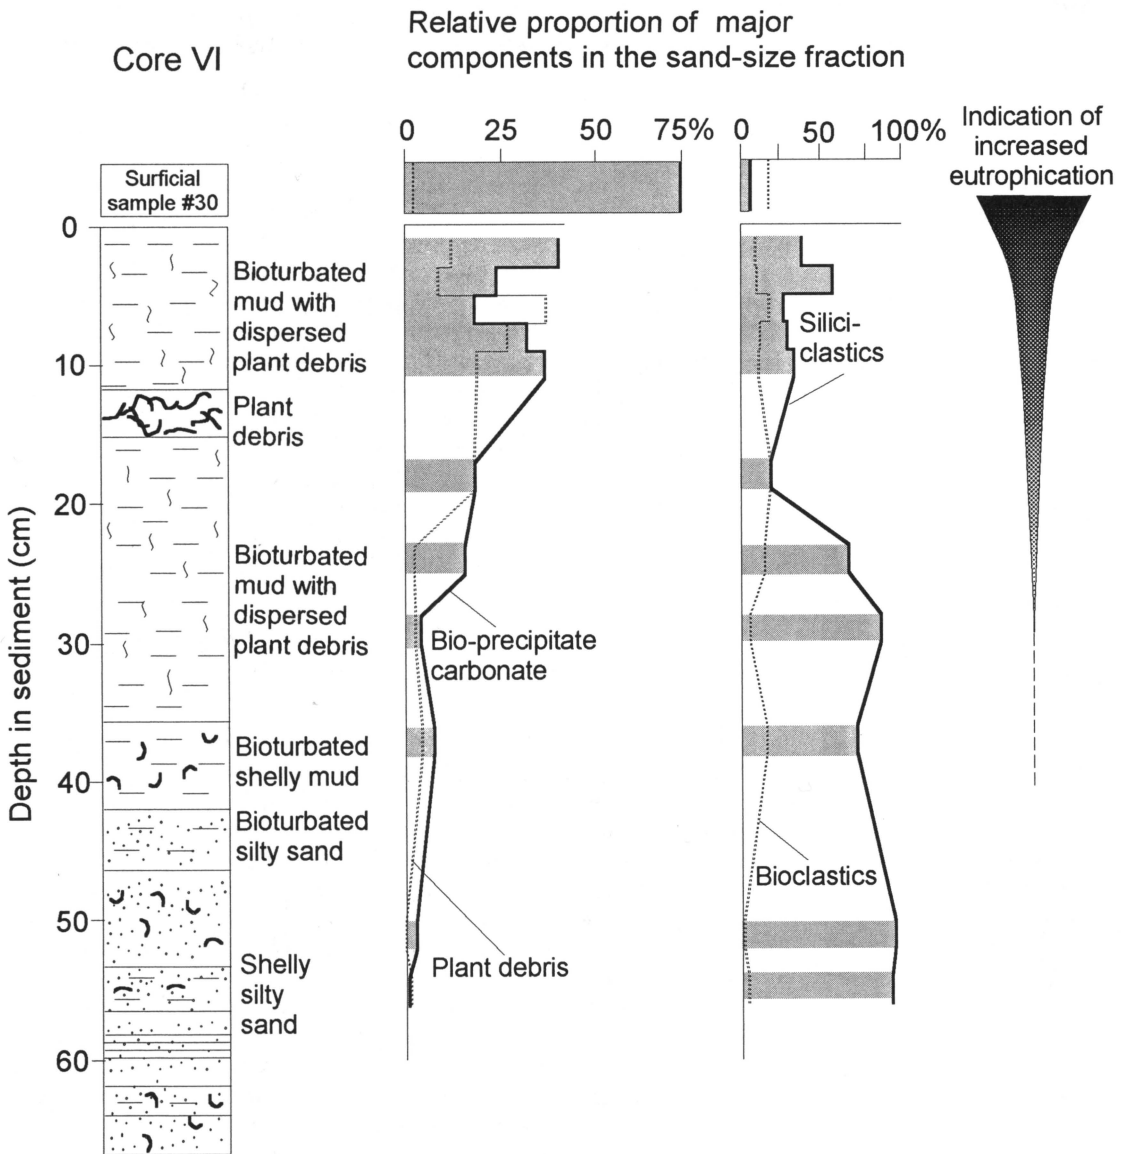 Core VI
Relative proportion of major
components in the sand-size fraction
0 25 50 75%
0 50 100%
Indication of
increased
eutrophication
Surficial
sample #30
Depth in sediment (cm)
0
10
20
30
40
50
60
Bioturbated
mud with
dispersed
plant debris
Plant
debris
Bioturbated
mud with
dispersed
plant debris
Bioturbated
shelly mud
Bioturbated
silty sand
Shelly
silty
sand
Bio-precipitate
carbonate
Plant debris
Silici-
clastics
Bioclastics